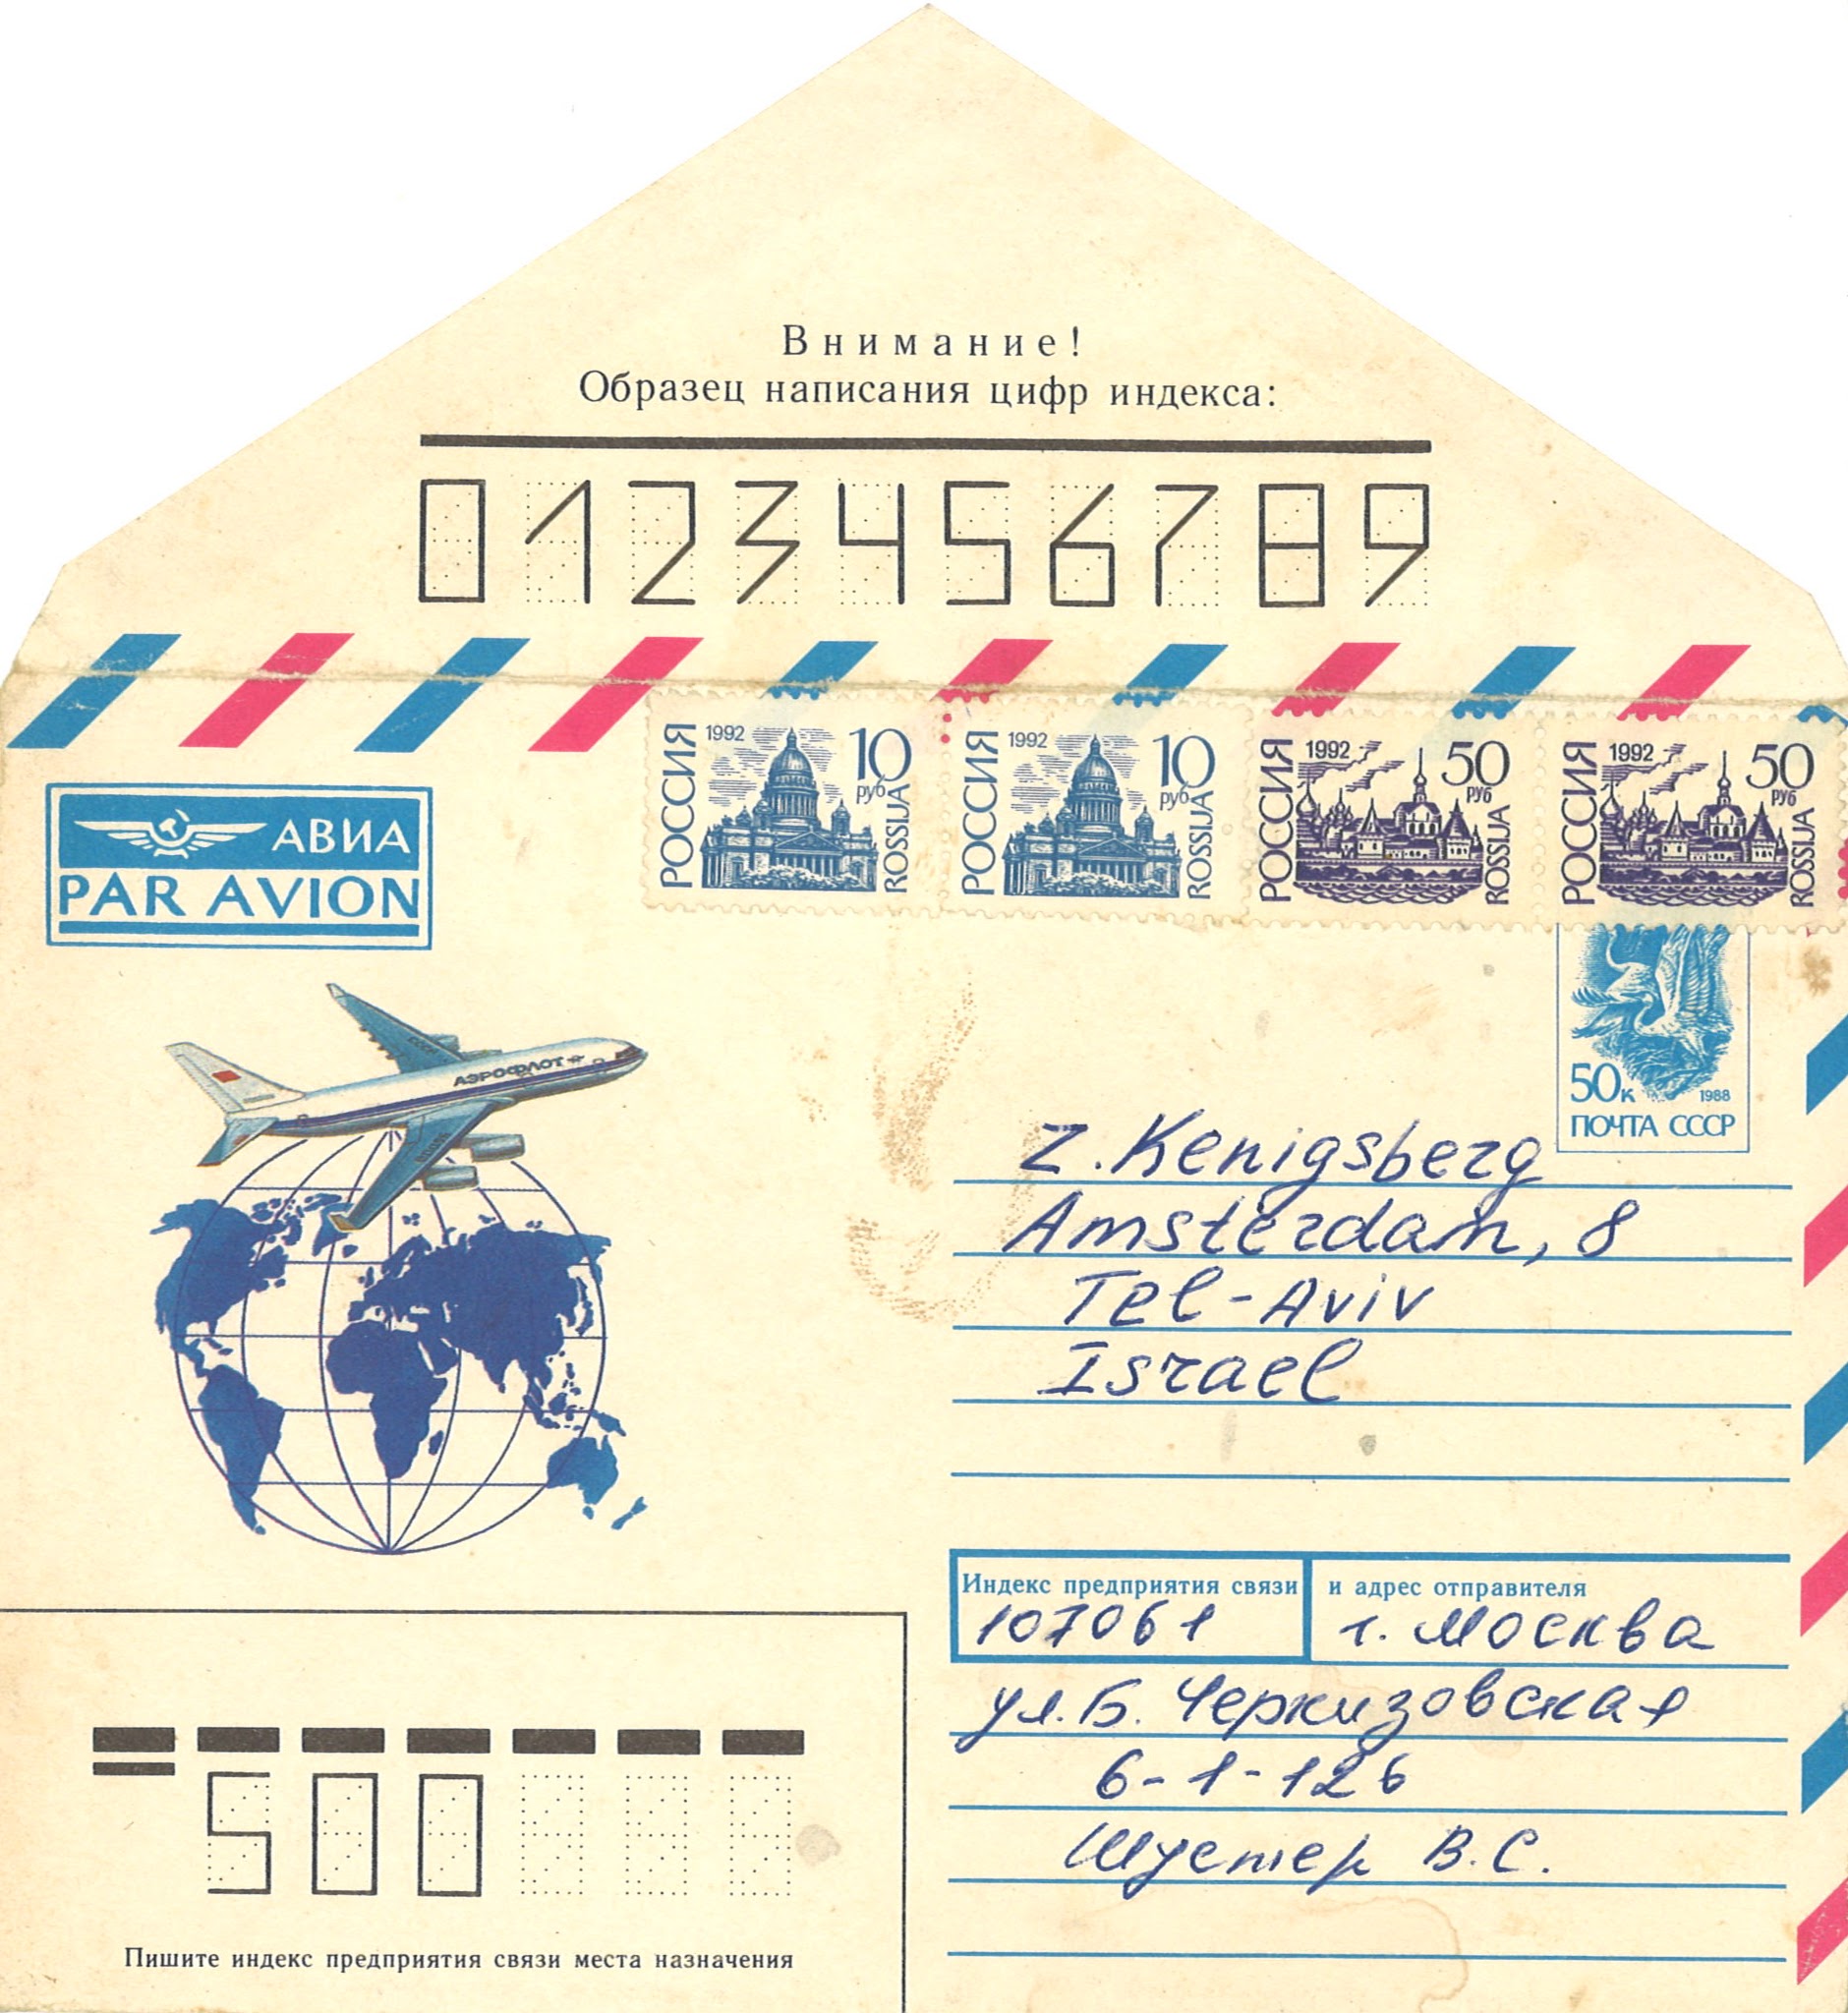 Внимание!
Образец написания цифр индекса:
0123456789
РОССИЯ 1992 10 руб ROSSIJA
РОССИЯ 1992 10 руб ROSSIJA
РОССИЯ 1992 50 РУБ ROSSIJA
РОССИЯ 1992 50 РУБ ROSSIJA
АВИА
PAR AVION
АЭРОФЛОТ
50к 1988
ПОЧТА СССР
Z. Kenigsberg
Amsterdam, 8
Tel-Aviv
Israel
Индекс предприятия связи и адрес отправителя
107061 г. Москва
ул. Б. Черкизовская
6-1-126
Шустер В.С.
500
Пишите индекс предприятия связи места назначения